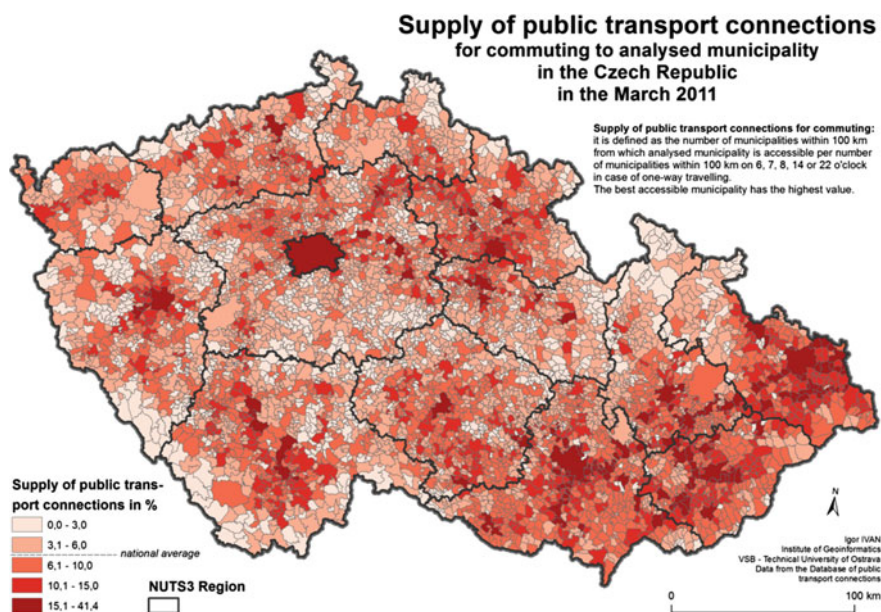 Supply of public transport connections
for commuting to analysed municipality
in the Czech Republic
in the March 2011
Supply of public transport connections for commuting:
it is defined as the number of municipalities within 100 km
from which analysed municipality is accessible per number
of municipalities within 100 km on 6, 7, 8, 14 or 22 o'clock
in case of one-way travelling.
The best accessible municipality has the highest value.
Supply of public trans-
port connections in %
0,0 - 3,0
3,1 - 6,0
national average
6,1 - 10,0
10,1 - 15,0
15,1 - 41,4
NUTS3 Region
N
Igor IVAN
Institute of Geoinformatics
VSB - Technical University of Ostrava
Data from the Database of public
transport connections
0 100 km